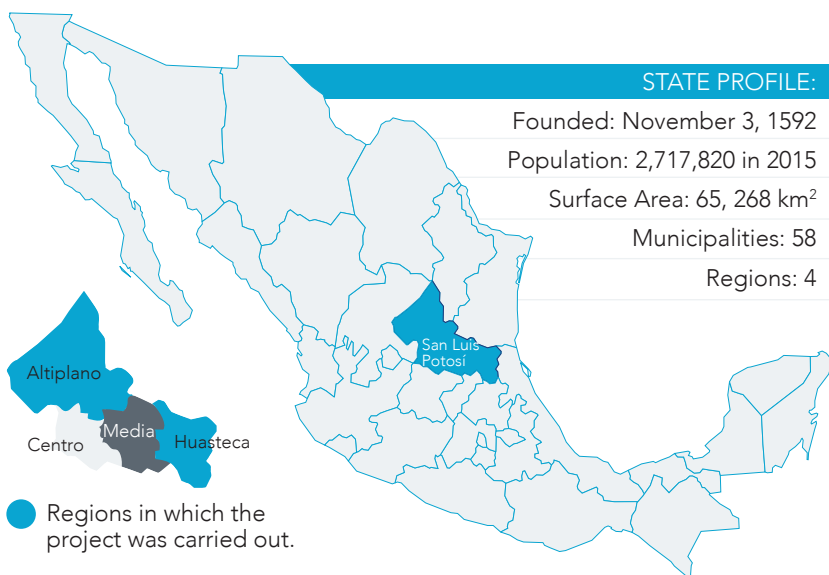 STATE PROFILE:
Founded: November 3, 1592
Population: 2,717,820 in 2015
Surface Area: 65, 268 km²
Municipalities: 58
Regions: 4
San Luis
Potosí
Altiplano
Media
Centro
Huasteca
Regions in which the
project was carried out.